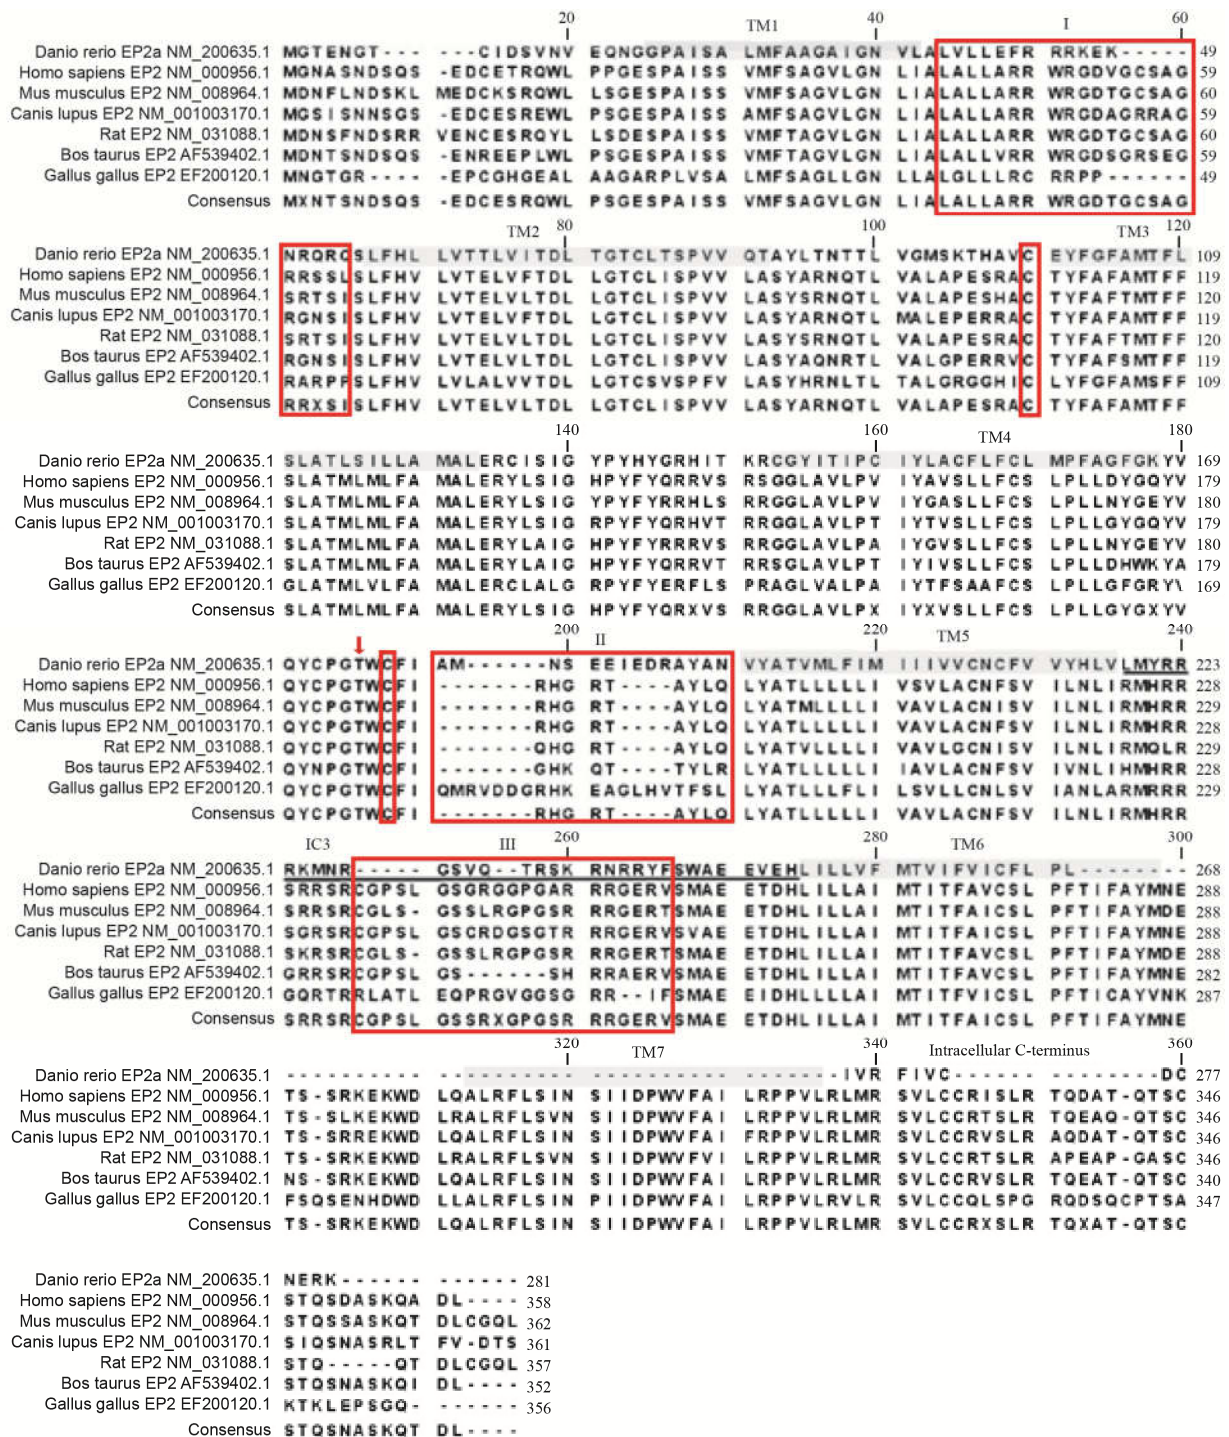 20 TM1 40 I 60
Danio rerio EP2a NM_200635.1 MGTENGT--- ---CIDSVNV EQNGGPAISA LMFAAGAIGN VLALVLLEFR RRKEK----- 49
Homo sapiens EP2 NM_000956.1 MGNASNDSQS -EDCETRQWL PPGESPAISS VMFSAGVLGN LIALALLARR WRGDVGCSAG 59
Mus musculus EP2 NM_008964.1 MDNFLNDSKL MEDCKSRQWL LSGESPAISS VMFSAGVLGN LIALALLARR WRGDTGCSAG 60
Canis lupus EP2 NM_001003170.1 MGSISNNSGS -EDCESREWL PSGESPAISS AMFSAGVLGN LIALALLARR WRGDAGRRAG 59
Rat EP2 NM_031088.1 MDNSFNDSRR VENCESRQYL LSDESPAISS VMFTAGVLGN LIALALLARR WRGDTGCSAG 60
Bos taurus EP2 AF539402.1 MDNTSNDSQS -ENREEPLWL PSGESPAISS VMFTAGVLGN LIALALLVRR WRGDSGRSEG 59
Gallus gallus EP2 EF200120.1 MNGTGR---- -EPCGHGEAL AAGARPLVSA LMFSAGLLGN LLALGLLLRC RRPP------ 49
Consensus MXNTSNDSQS -EDCESRQWL PSGESPAISS VMFSAGVLGN LIALALLARR WRGDTGCSAG
TM2 80 100 TM3 120
Danio rerio EP2a NM_200635.1 NRQRQSLFHL LVTTLVITDL TGTCLTSPVV QTAYLTNTTL VGMSKTHAVC EYFGFAMTFL 109
Homo sapiens EP2 NM_000956.1 RRSSLSLFHV LVTELVFTDL LGTCLISPVV LASYARNQTL VALAPESRAC TYFAFAMTFF 119
Mus musculus EP2 NM_008964.1 SRTSISLFHV LVTELVLTDL LGTCLISPVV LASYSRNQTL VALAPESHAC TYFAFTMTFF 120
Canis lupus EP2 NM_001003170.1 RGNSISLFHV LVTELVFTDL LGTCLISPVV LASYARNQTL MALEPERRAC TYFAFAMTFF 119
Rat EP2 NM_031088.1 SRTSISLFHV LVTELVLTDL LGTCLISPVV LASYSRNQTL VALAPESRAC TYFAFTMTFF 120
Bos taurus EP2 AF539402.1 RGNSISLFHV LVTELVFTDL LGTCLISPVV LASYAQNRTL VALGPERRVC TYFAFSMTFF 119
Gallus gallus EP2 EF200120.1 RARPPSLFHV LVLALVVTDL LGTCSVSPFV LASYHRNLTL TALGRGGHIC LYFGFAMSFF 109
Consensus RRXSISLFHV LVTELVLTDL LGTCLISPVV LASYARNQTL VALAPESRAC TYFAFAMTFF
140 160 TM4 180
Danio rerio EP2a NM_200635.1 SLATLSILLA MALERCISIG YPYHYGRHIT KRCGYITIPC IYLACFLFCL MPFAGFGKYV 169
Homo sapiens EP2 NM_000956.1 SLATMLMLFA MALERYLSIG HPYFYQRRVS RSGGLAVLPV IYAVSLLFCS LPLLDYGQYV 179
Mus musculus EP2 NM_008964.1 SLATMLMLFA MALERYLSIG HPYFYRRHLS RRGGLAVLPV IYGASLLFCS LPLLNYGEYV 180
Canis lupus EP2 NM_001003170.1 SLATMLMLFA MALERYLSIG RPYFYQRHVT RRGGLAVLPT IYTVSLLFCS LPLLGYGQYV 179
Rat EP2 NM_031088.1 SLATMLMLFA MALERYLAIG HPYFYRRRVS RRGGLAVLPA IYGVSLLFCS LPLLNYGEYV 180
Bos taurus EP2 AF539402.1 SLATMLMLFA MALERYLSIG HPYFYQRRVT RRSGLAVLPT IYIVSLLFCS LPLLDHWKYA 179
Gallus gallus EP2 EF200120.1 GLATMLVLFA MALERCLALG RPYFYERFLS PRAGLVALPA IYTFSAAFCS LPLLGFGRY\ 169
Consensus SLATMLMLFA MALERYLSIG HPYFYQRXVS RRGGLAVLPX IYXVSLLFCS LPLLGYGXYV
200 II 220 TM5 240
Danio rerio EP2a NM_200635.1 QYCPGTWCFI AM------NS EEIEDRAYAN VYATVMLFIM IIIVVCNCFV VYHLVLMYRR 223
Homo sapiens EP2 NM_000956.1 QYCPGTWCFI -------RHG RT----AYLQ LYATLLLLLI VSVLACNFSV ILNLIRMHRR 228
Mus musculus EP2 NM_008964.1 QYCPGTWCFI -------RHG RT----AYLQ LYATMLLLLI VAVLACNISV ILNLIRMHRR 229
Canis lupus EP2 NM_001003170.1 QYCPGTWCFI -------RHG RT----AYLQ LYATLLLLLI VAVLACNFSV ILNLIRMHRR 228
Rat EP2 NM_031088.1 QYCPGTWCFI -------QHG RT----AYLQ LYATLLLLLI VAVLGCNISV ILNLIRMQLR 229
Bos taurus EP2 AF539402.1 QYNPGTWCFI -------GHK QT----TYLR LYATLLLLLI IAVLACNFSV IVNLIHMHRR 228
Gallus gallus EP2 EF200120.1 QYCPGTWCFI QMRVDDGRHK EAGLHVTFSL LYATLLLFLI LSVLLCNLSV IANLARMRRR 229
Consensus QYCPGTWCFI -------RHG RT----AYLQ LYATLLLLLI VAVLACNFSV ILNLIRMHRR
IC3 III 260 280 TM6 300
Danio rerio EP2a NM_200635.1 RKMNR----- GSVQ--TRSK RNRRYFSWAE EVEHLILLVF MTVIFVICFL PL-------- 268
Homo sapiens EP2 NM_000956.1 SRRSRCGPSL GSGRGGPGAR RRGERVSMAE ETDHLILLAI MTITFAICSL PFTIFAYMNE 288
Mus musculus EP2 NM_008964.1 SRRSRCGLS- GSSLRGPGSR RRGERTSMAE ETDHLILLAI MTITFAICSL PFTIFAYMDE 288
Canis lupus EP2 NM_001003170.1 SGRSRCGPSL GSCRDGSGTR RRGERVSVAE ETDHLILLAI MTITFAICSL PFTIFAYMNE 288
Rat EP2 NM_031088.1 SKRSRCGLS- GSSLRGPGSR RRGERTSMAE ETDHLILLAI MTITFAVCSL PFTIFAYMDE 288
Bos taurus EP2 AF539402.1 GRRSRCGPSL GS------SH RRAERVSMAE ETDHLILLAI MTITFAVCSL PFTIFAYMNE 282
Gallus gallus EP2 EF200120.1 GQRTRRLATL EQPRGVGGSG RR--IFSMAE EIDHLLLLAI MTITFVICSL PFTICAYVNK 287
Consensus SRRSRCGPSL GSSRXGPGSR RRGERVSMAE ETDHLILLAI MTITFAICSL PFTIFAYMNE
320 TM7 340 Intracellular C-terminus 360
Danio rerio EP2a NM_200635.1 ---------- ---------- ---------- -------IVR FIVC------ --------DC 277
Homo sapiens EP2 NM_000956.1 TS-SRKEKWD LQALRFLSIN SIIDPWVFAI LRPPVLRLMR SVLCCRISLR TQDAT-QTSC 346
Mus musculus EP2 NM_008964.1 TS-SLKEKWD LRALRFLSVN SIIDPWVFAI LRPPVLRLMR SVLCCRTSLR TQEAQ-QTSC 346
Canis lupus EP2 NM_001003170.1 TS-SRREKWD LQALRFLSIN SIIDPWVFAI FRPPVLRLMR SVLCCRVSLR AQDAT-QTSC 346
Rat EP2 NM_031088.1 TS-SRKEKWD LRALRFLSVN SIIDPWVFVI LRPPVLRLMR SVLCCRTSLR APEAP-GASC 346
Bos taurus EP2 AF539402.1 NS-SRKEKWD LQALRFLSIN SIIDPWVFAI LRPPVLRLMR SVLCCRVSLR TQEAT-QTSC 340
Gallus gallus EP2 EF200120.1 FSQSENHDWD LLALRFLSIN PIIDPWVFAI LRPPVLRVLR SVLCCQLSPG RQDSQCPTSA 347
Consensus TS-SRKEKWD LQALRFLSIN SIIDPWVFAI LRPPVLRLMR SVLCCRXSLR TQXAT-QTSC
Danio rerio EP2a NM_200635.1 NERK------ ------ 281
Homo sapiens EP2 NM_000956.1 STQSDASKQA DL---- 358
Mus musculus EP2 NM_008964.1 STQSSASKQT DLCGQL 362
Canis lupus EP2 NM_001003170.1 SIQSNASRLT FV-DTS 361
Rat EP2 NM_031088.1 STQ-----QT DLCGQL 357
Bos taurus EP2 AF539402.1 STQSNASKQI DL---- 352
Gallus gallus EP2 EF200120.1 KTKLEPSGQ- ------ 356
Consensus STQSNASKQT DL----